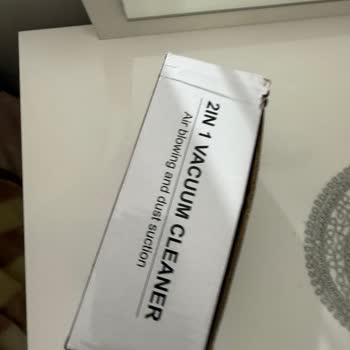 2IN 1 VACUUM CLEANER
Air blowing and dust suction